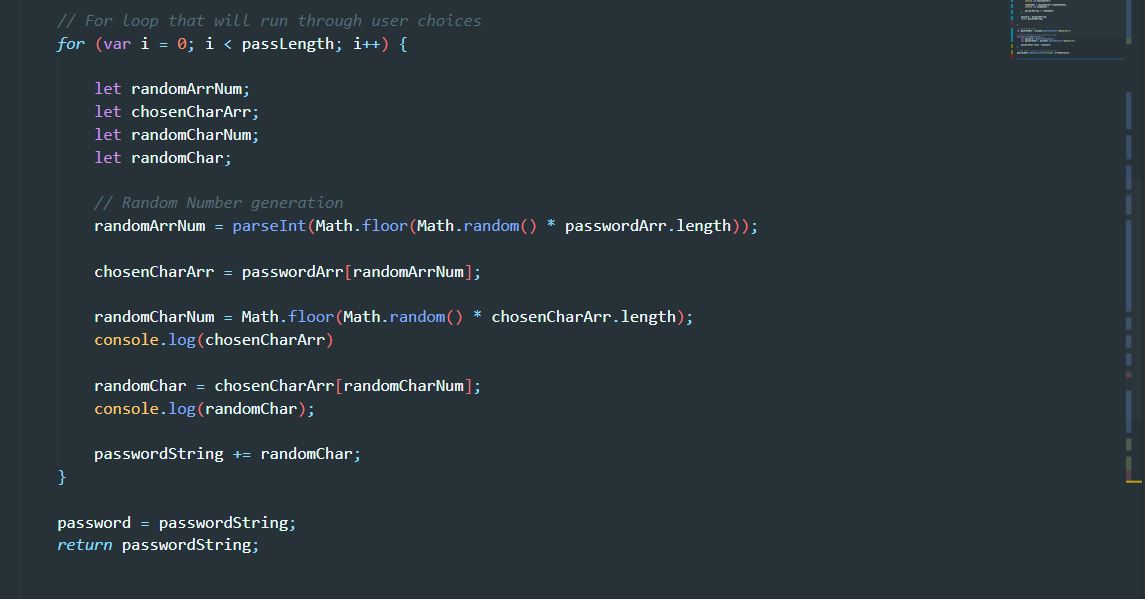 // For loop that will run through user choices
for (var i = 0; i < passLength; i++) {
let randomArrNum;
let chosenCharArr;
let randomCharNum;
let randomChar;
// Random Number generation
randomArrNum = parseInt(Math.floor(Math.random() * passwordArr.length));
chosenCharArr = passwordArr[randomArrNum];
randomCharNum = Math.floor(Math.random() * chosenCharArr.length);
console.log(chosenCharArr)
randomChar = chosenCharArr[randomCharNum];
console.log(randomChar);
passwordString += randomChar;
}
password = passwordString;
return passwordString;